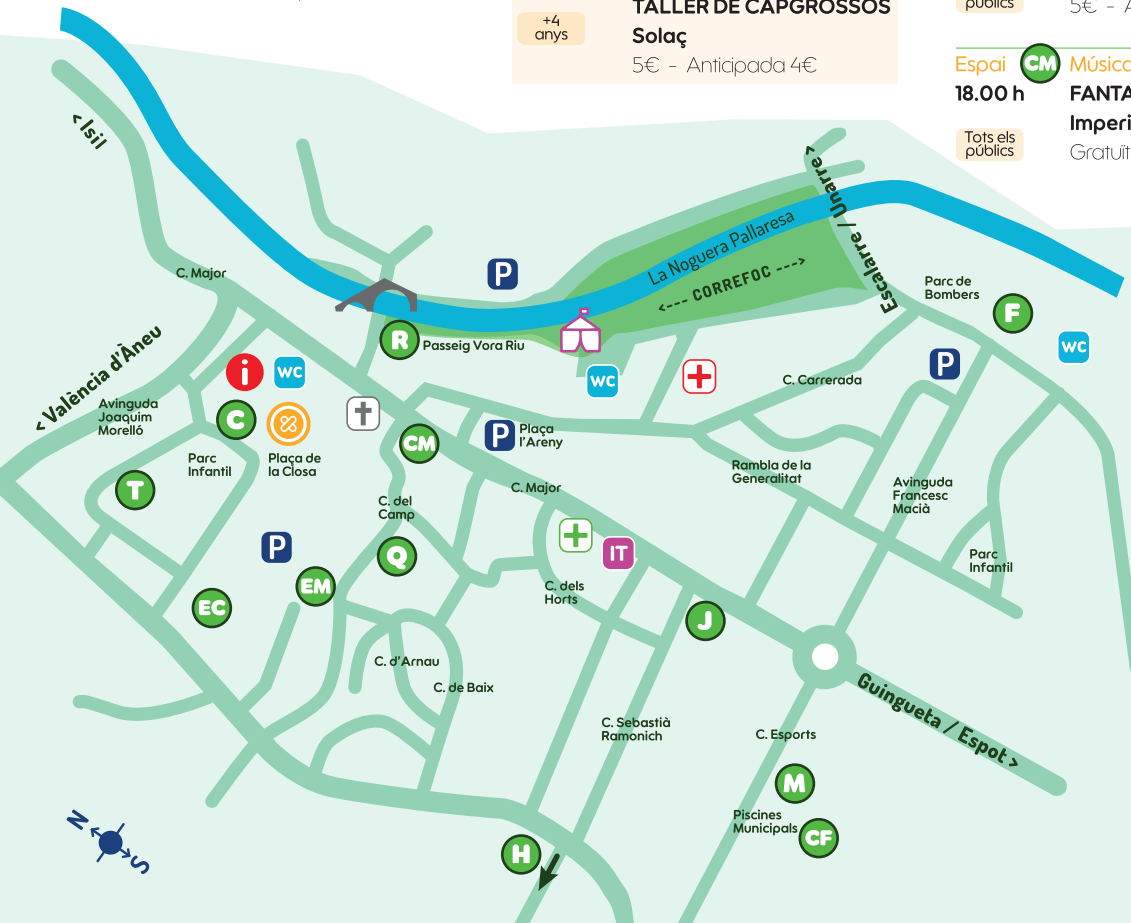 TALLER DE CAPGROSSOS
+4
anys
Solaç
5€ - Anticipada 4€
públics
5€ - A
Espai
CM
Música
18.00 h
FANTA
Imperi
Tots els
públics
Gratuït
< Isil
Escalarre / Unarre >
La Noguera Pallaresa
<--- CORREFOC --->
C. Major
P
Parc de
Bombers
F
R
Passeig Vora Riu
WC
< València d'Àneu
i
WC
WC
P
C. Carrerada
Avinguda
Joaquim
Morelló
C
CM
P
Plaça
l'Areny
Parc
Infantil
Plaça de
la Closa
Rambla de la
Generalitat
T
C. Major
Avinguda
Francesc
Macià
C. del
Camp
P
Q
IT
Parc
Infantil
EM
C. dels
Horts
EC
J
C. d'Arnau
C. de Baix
Guingueta / Espot >
C. Sebastià
Ramonich
C. Esports
M
Piscines
Municipals
CF
N
S
H